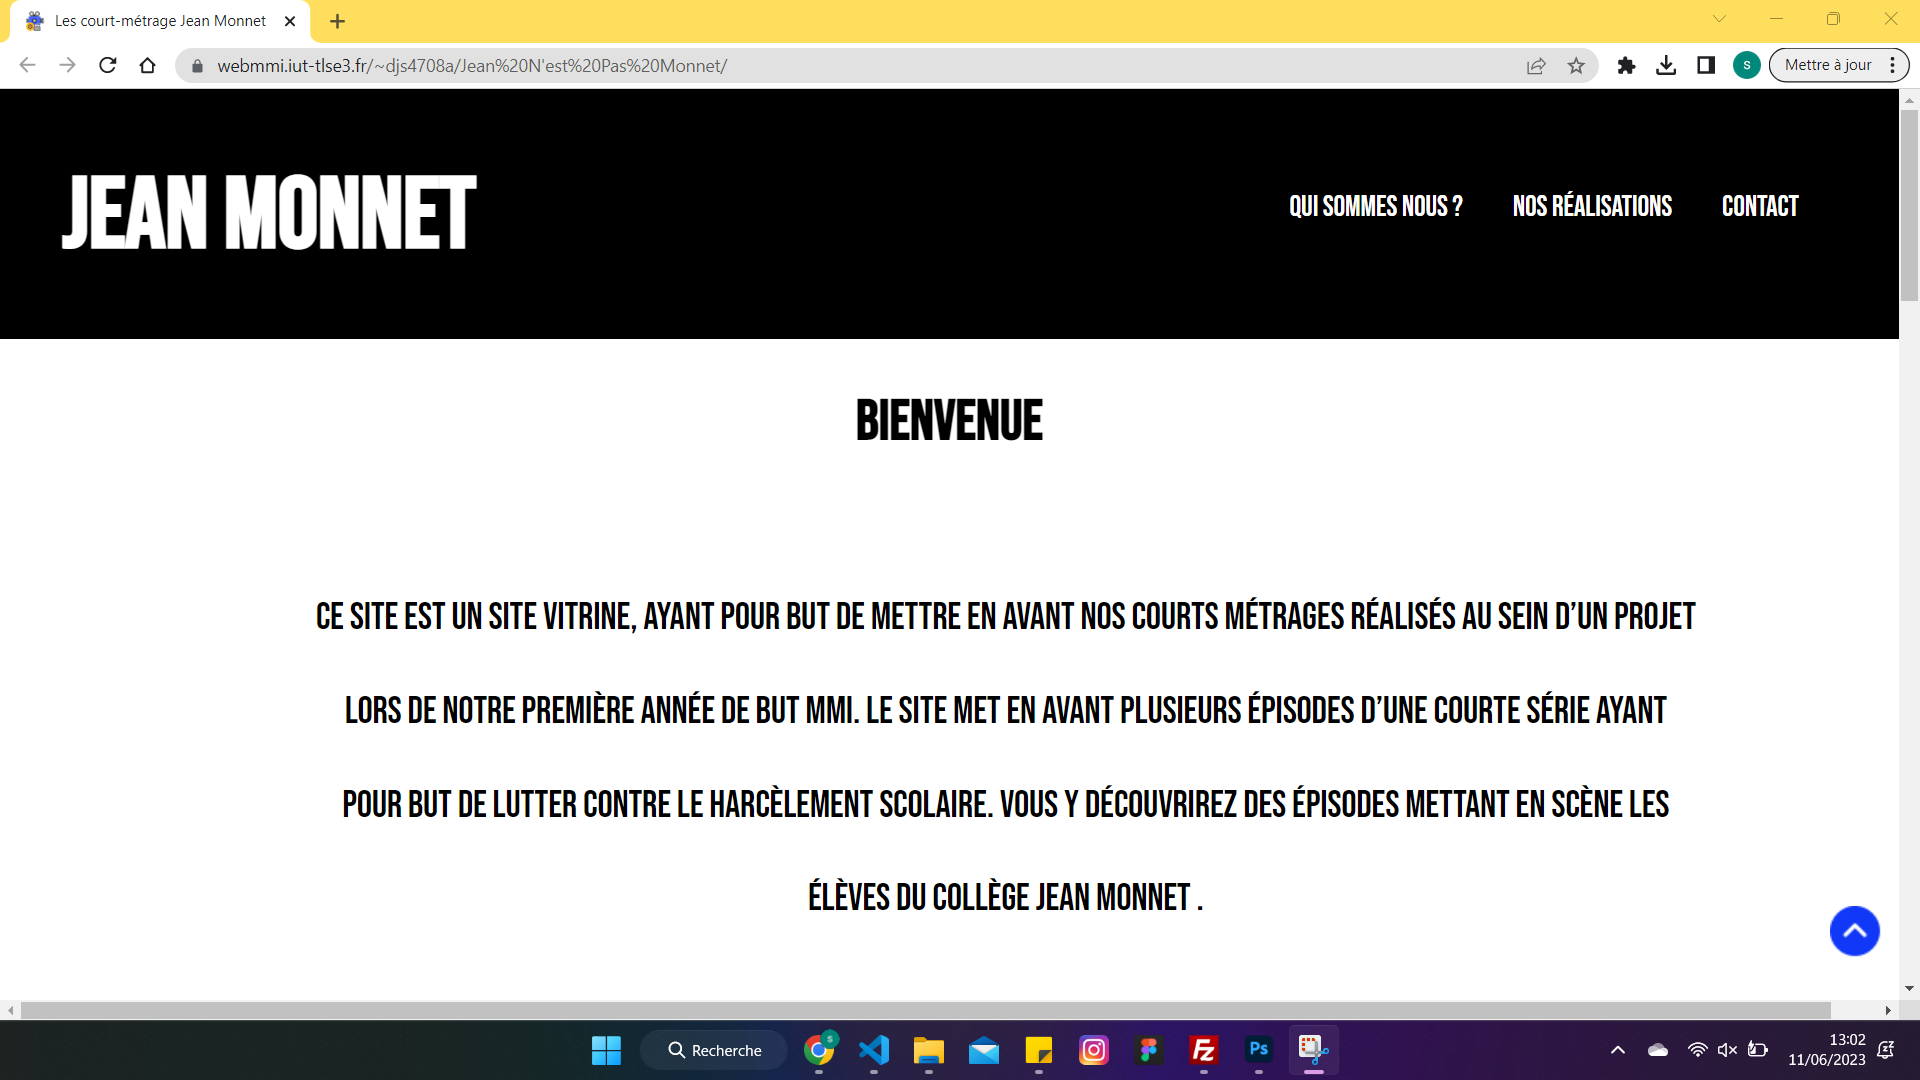 Les court-métrage Jean Monnet
webmmi.iut-tlse3.fr/~djs4708a/Jean%20N'est%20Pas%20Monnet/
S
Mettre à jour
JEAN MONNET
QUI SOMMES NOUS ?
NOS RÉALISATIONS
CONTACT
BIENVENUE
CE SITE EST UN SITE VITRINE, AYANT POUR BUT DE METTRE EN AVANT NOS COURTS MÉTRAGES RÉALISÉS AU SEIN D’UN PROJET
LORS DE NOTRE PREMIÈRE ANNÉE DE BUT MMI. LE SITE MET EN AVANT PLUSIEURS ÉPISODES D’UNE COURTE SÉRIE AYANT
POUR BUT DE LUTTER CONTRE LE HARCÈLEMENT SCOLAIRE. VOUS Y DÉCOUVRIREZ DES ÉPISODES METTANT EN SCÈNE LES
ÉLÈVES DU COLLÈGE JEAN MONNET .
Recherche
S
Fz
Ps
13:02
11/06/2023